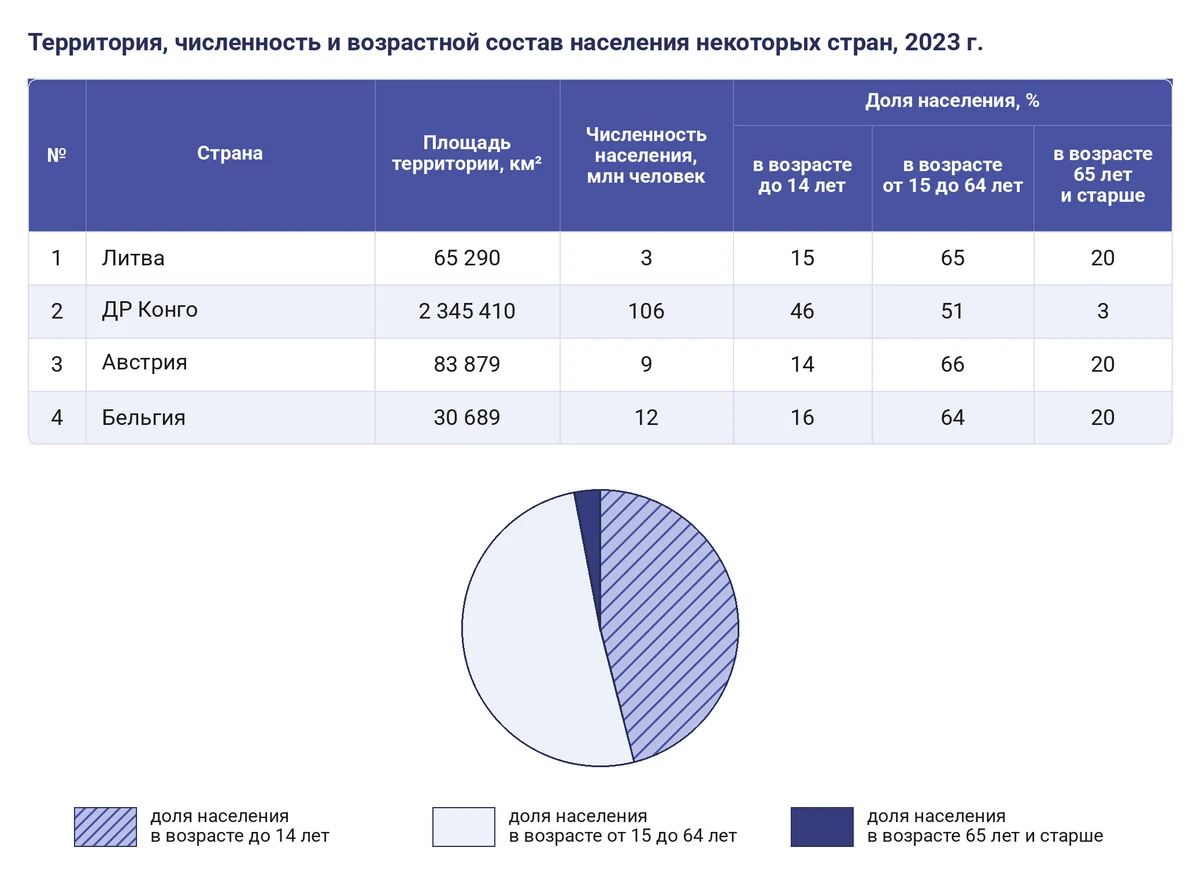 Территория, численность и возрастной состав населения некоторых стран, 2023 г.
№
Страна
Площадь
территории, км²
Численность
населения,
млн человек
Доля населения, %
в возрасте
до 14 лет
в возрасте
от 15 до 64 лет
в возрасте
65 лет
и старше
1 Литва 65 290 3 15 65 20
2 ДР Конго 2 345 410 106 46 51 3
3 Австрия 83 879 9 14 66 20
4 Бельгия 30 689 12 16 64 20
доля населения
в возрасте до 14 лет
доля населения
в возрасте от 15 до 64 лет
доля населения
в возрасте 65 лет и старше